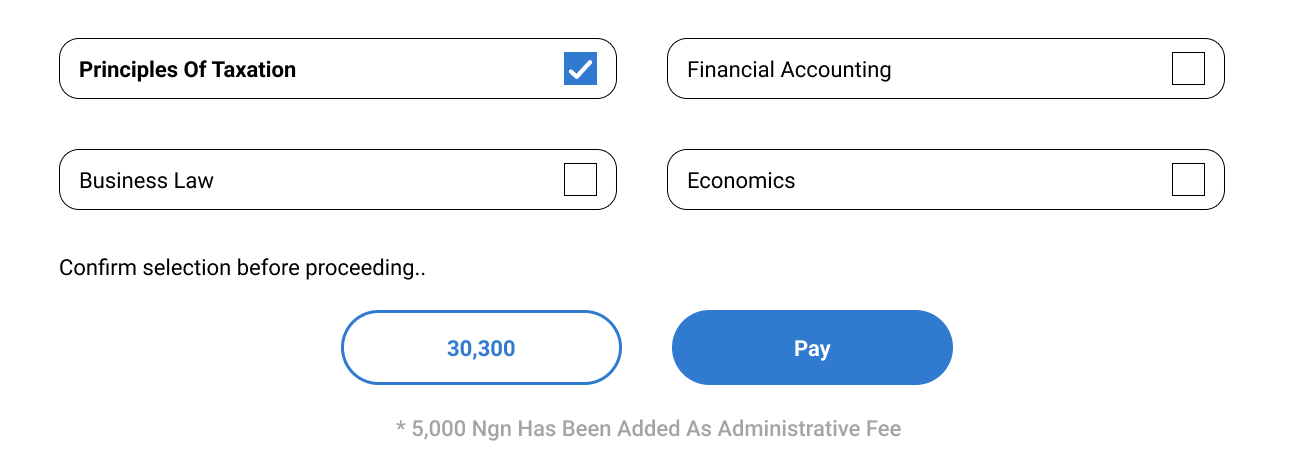 Principles Of Taxation
Financial Accounting
Business Law
Economics
Confirm selection before proceeding..
30,300
Pay
* 5,000 Ngn Has Been Added As Administrative Fee